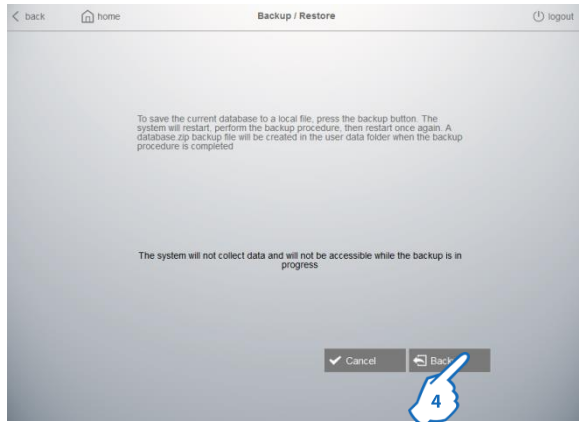 back home Backup / Restore logout
To save the current database to a local file, press the backup button. The
system will restart, perform the backup procedure, then restart once again. A
database.zip backup file will be created in the user data folder when the backup
procedure is completed
The system will not collect data and will not be accessible while the backup is in
progress
Cancel Back
4